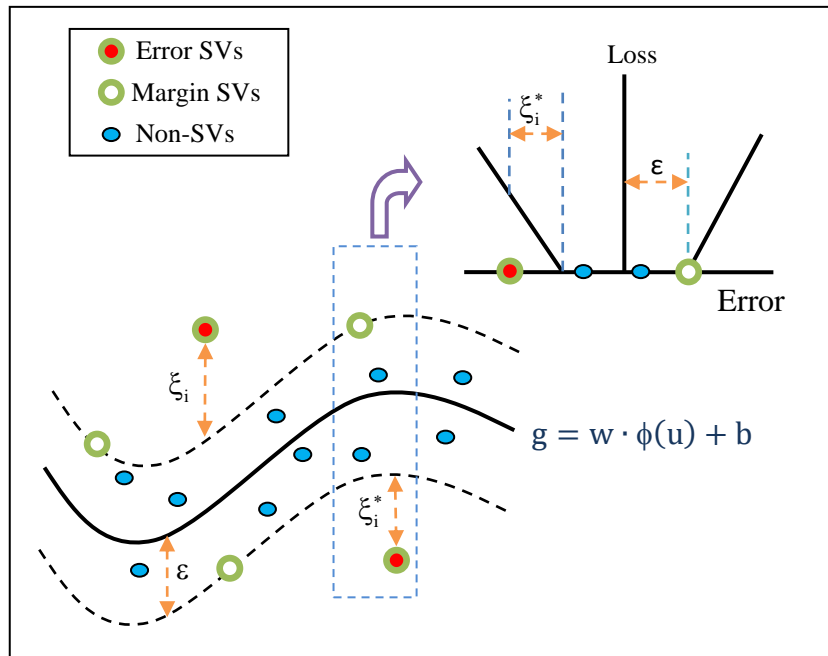 Error SVs
Margin SVs
Non-SVs
Loss
ξᵢ*
ε
Error
ξᵢ
g = w · ϕ(u) + b
ξᵢ*
ε